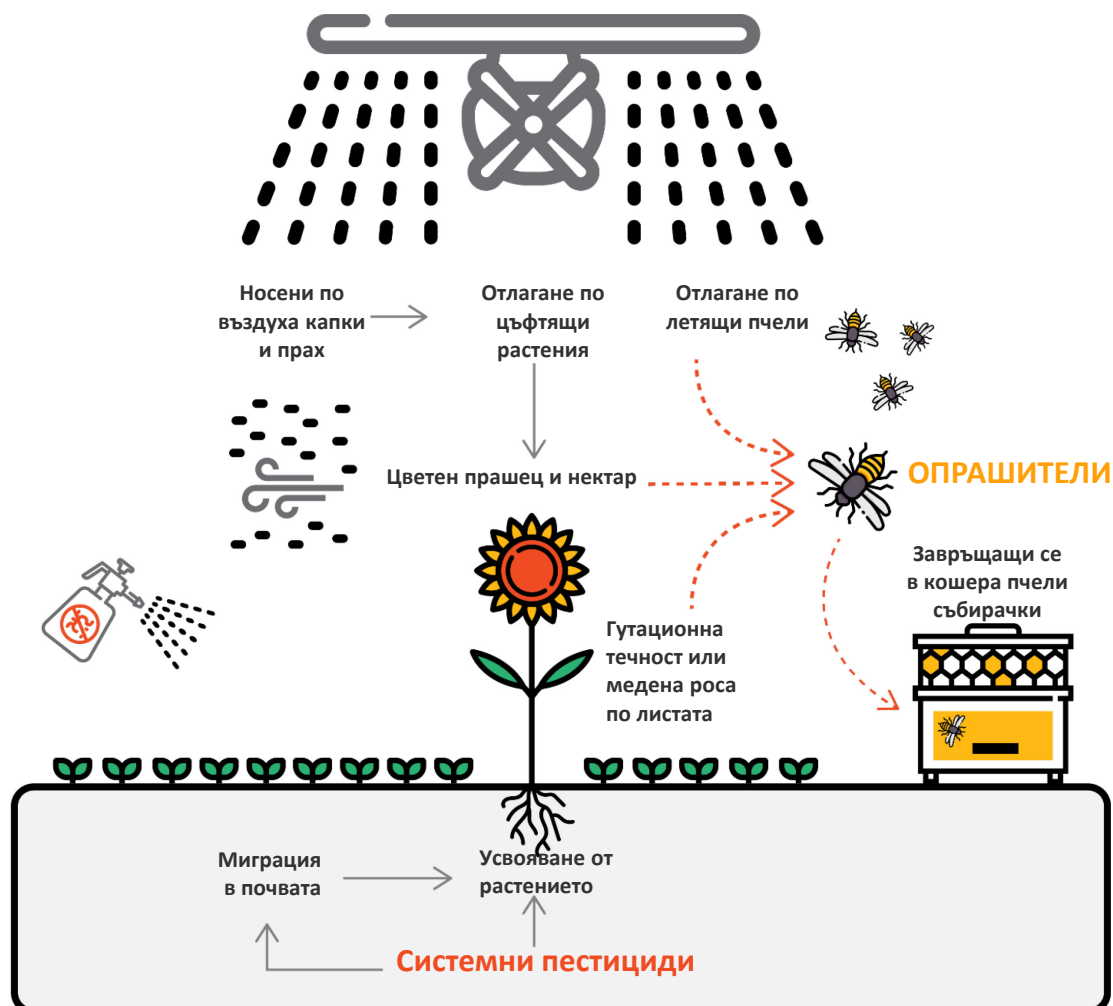 Носени по
въздуха капки
и прах
Отлагане по
цъфтящи
растения
Отлагане по
летящи пчели
Цветен прашец и нектар
ОПРАШИТЕЛИ
Завръщащи се
в кошера пчели
събирачки
Гутационна
течност или
медена роса
по листата
Миграция
в почвата
Усвояване от
растението
Системни пестициди